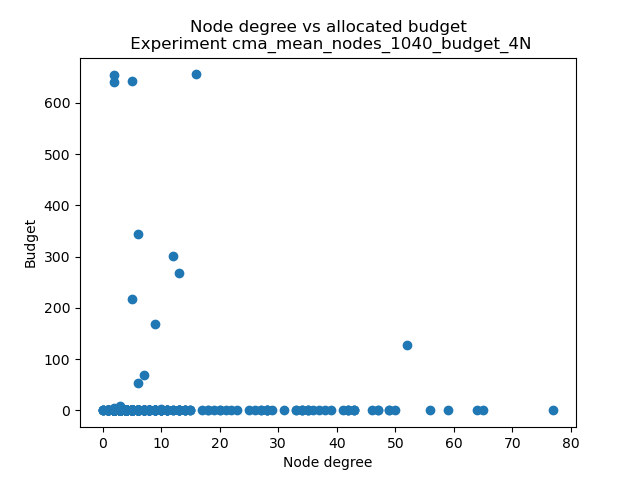 Node degree vs allocated budget
Experiment cma_mean_nodes_1040_budget_4N
600
500
400
300
200
100
0
Budget
0 10 20 30 40 50 60 70 80
Node degree